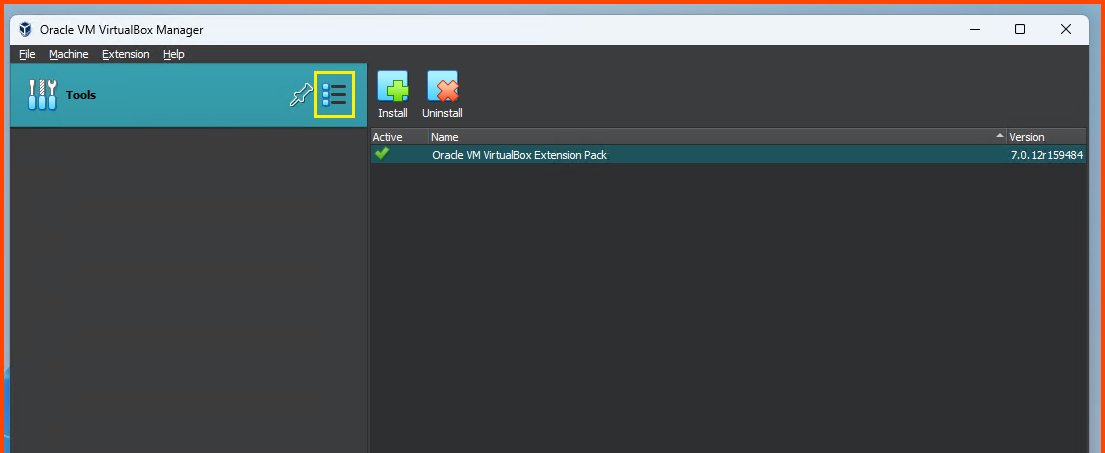 Oracle VM VirtualBox Manager
File Machine Extension Help
Tools
Install Uninstall
Active Name Version
Oracle VM VirtualBox Extension Pack 7.0.12r159484